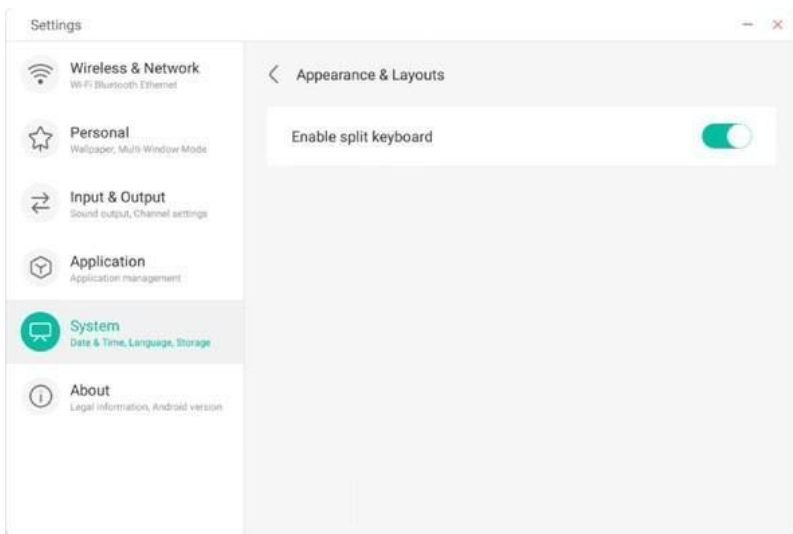 Settings
Wireless & Network
Wi-Fi Bluetooth Ethernet
Personal
Wallpaper, Multi-Window Mode
Input & Output
Sound output, Channel settings
Application
Application management
System
Date & Time, Language, Storage
About
Legal information, Android version
Appearance & Layouts
Enable split keyboard